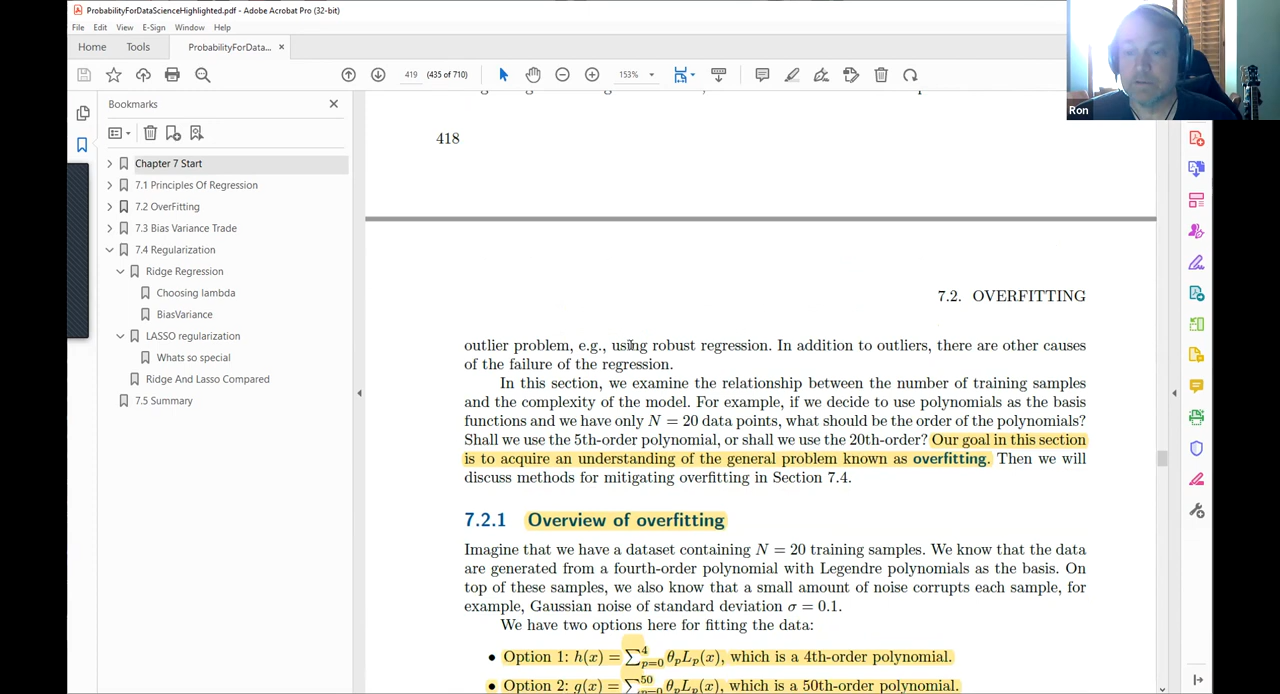 ProbabilityForDataScienceHighlighted.pdf - Adobe Acrobat Pro (32-bit)
File Edit View E-Sign Window Help
Home Tools ProbabilityForData... ×
419 (435 of 710) 153%
Ron
Bookmarks
Chapter 7 Start
7.1 Principles Of Regression
7.2 OverFitting
7.3 Bias Variance Trade
7.4 Regularization
Ridge Regression
Choosing lambda
BiasVariance
LASSO regularization
Whats so special
Ridge And Lasso Compared
7.5 Summary
418
7.2. OVERFITTING
outlier problem, e.g., using robust regression. In addition to outliers, there are other causes
of the failure of the regression.
In this section, we examine the relationship between the number of training samples
and the complexity of the model. For example, if we decide to use polynomials as the basis
functions and we have only N = 20 data points, what should be the order of the polynomials?
Shall we use the 5th-order polynomial, or shall we use the 20th-order? Our goal in this section
is to acquire an understanding of the general problem known as overfitting. Then we will
discuss methods for mitigating overfitting in Section 7.4.
7.2.1 Overview of overfitting
Imagine that we have a dataset containing N = 20 training samples. We know that the data
are generated from a fourth-order polynomial with Legendre polynomials as the basis. On
top of these samples, we also know that a small amount of noise corrupts each sample, for
example, Gaussian noise of standard deviation σ = 0.1.
We have two options here for fitting the data:
• Option 1: h(x) = ∑⁴ₚ₌₀ θₚLₚ(x), which is a 4th-order polynomial.
• Option 2: g(x) = ∑⁵⁰ₚ₌₀ θₚLₚ(x), which is a 50th-order polynomial.